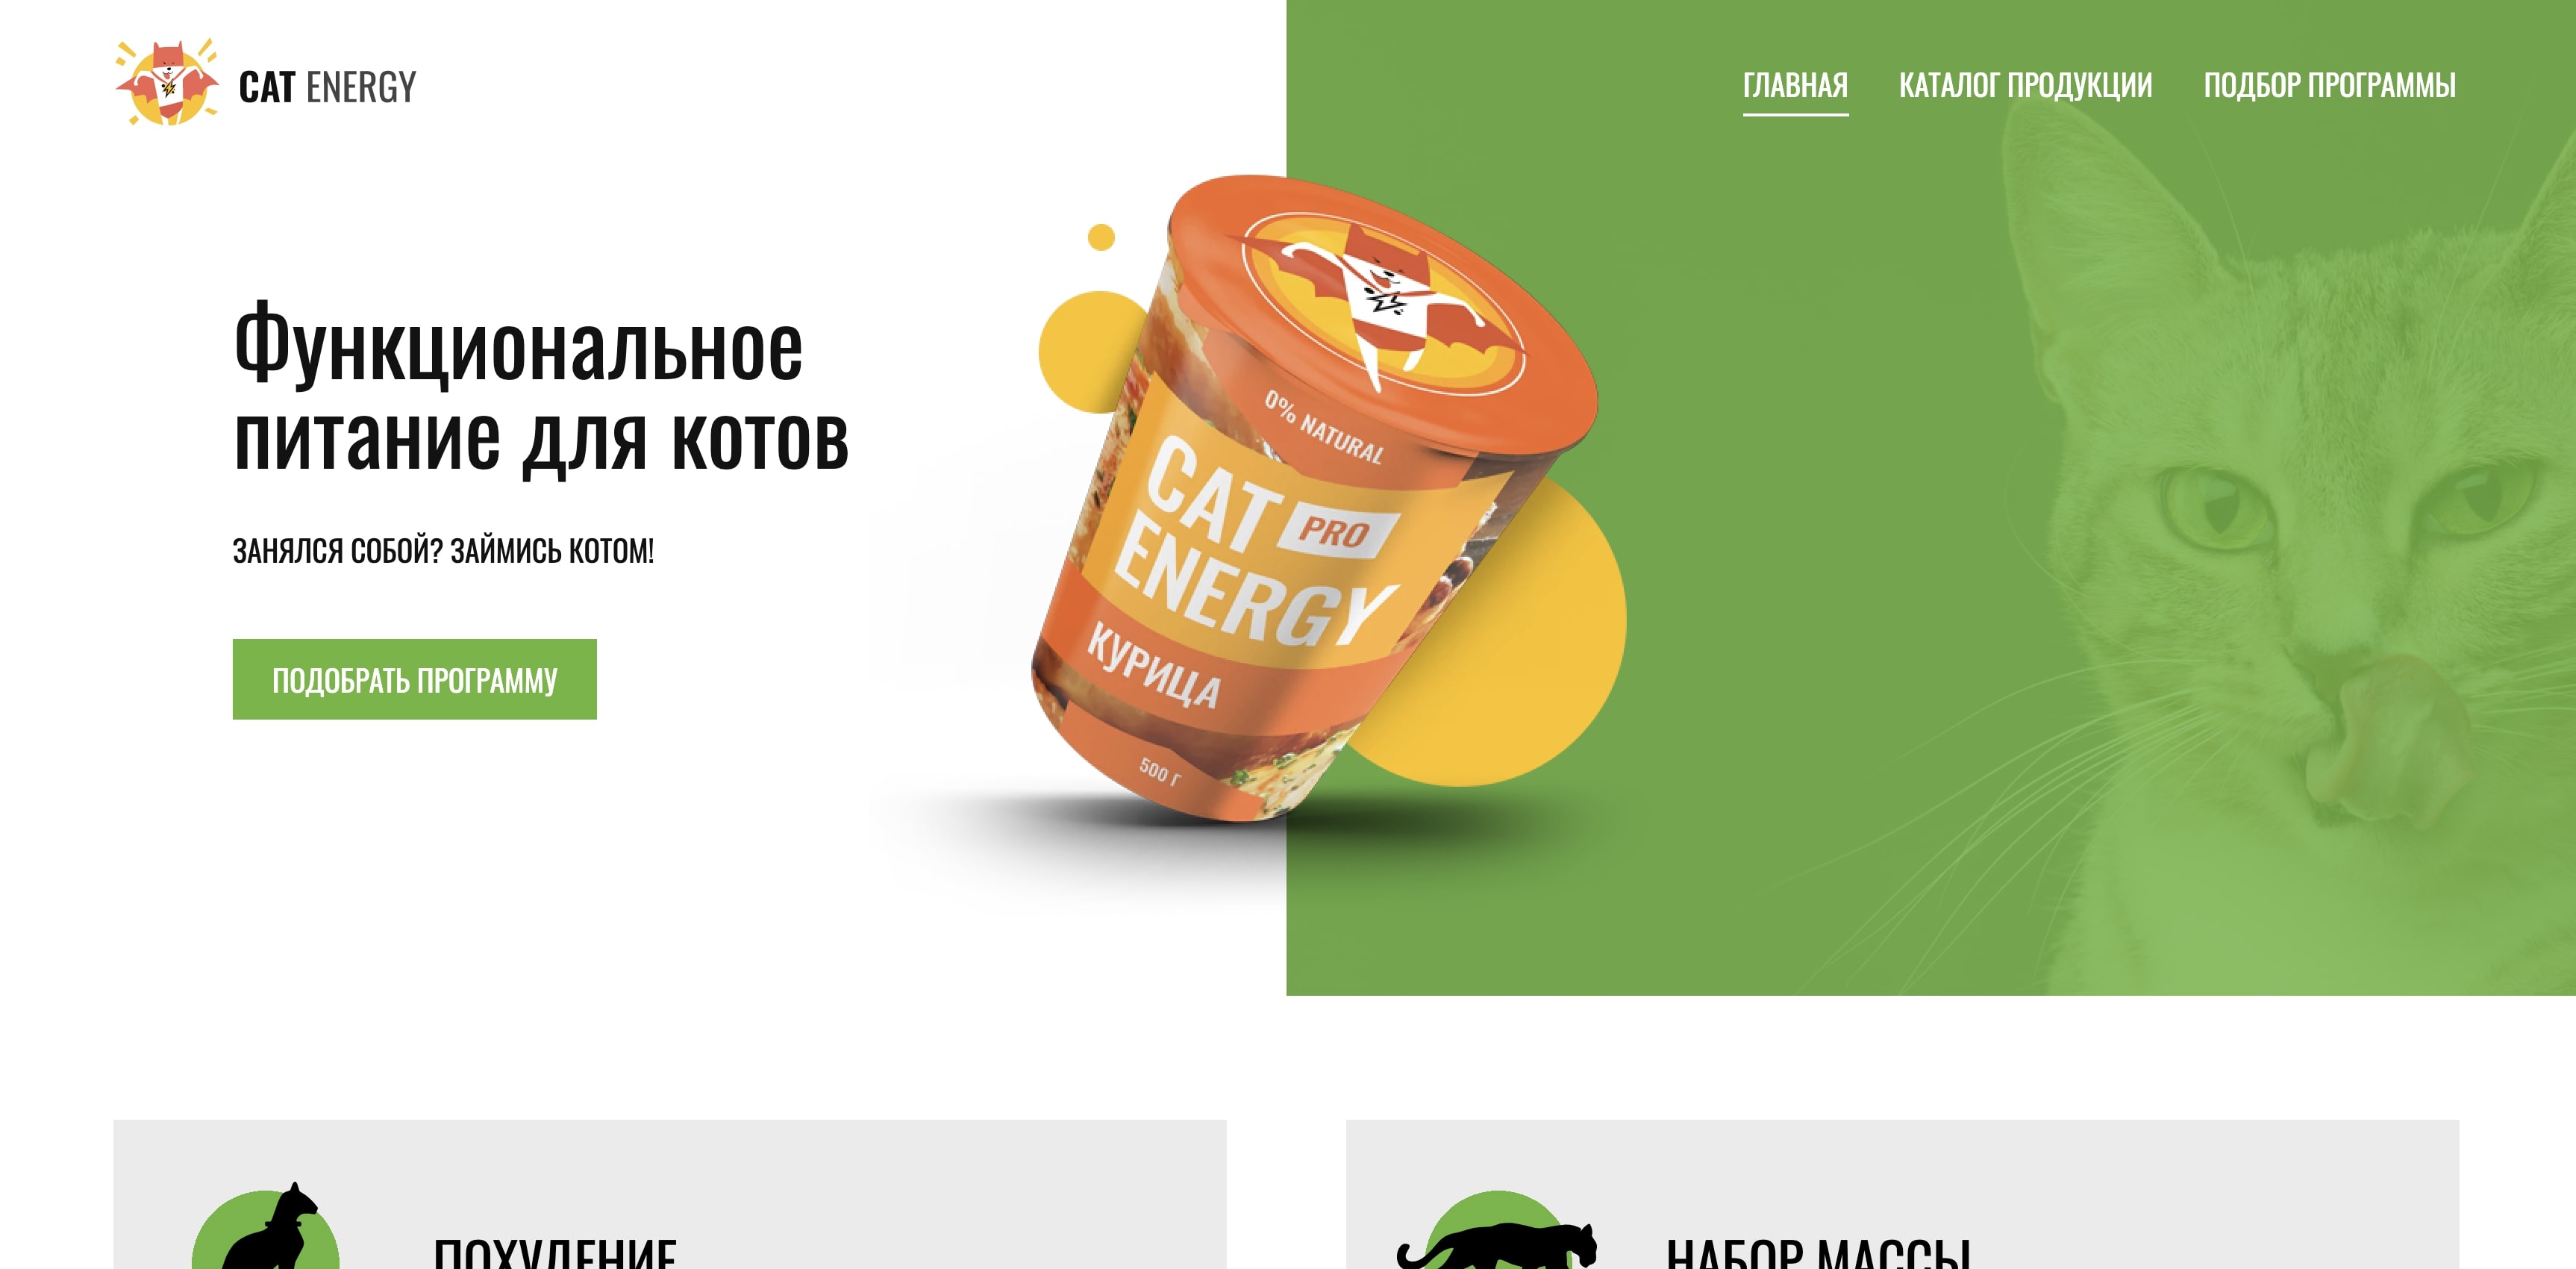 CAT ENERGY
ГЛАВНАЯ
КАТАЛОГ ПРОДУКЦИИ
ПОДБОР ПРОГРАММЫ
Функциональное
питание для котов
ЗАНЯЛСЯ СОБОЙ? ЗАЙМИСЬ КОТОМ!
ПОДОБРАТЬ ПРОГРАММУ
0% NATURAL
CAT PRO
ENERGY
КУРИЦА
500 Г
ПОХУДЕНИЕ
НАБОР МАССЫ